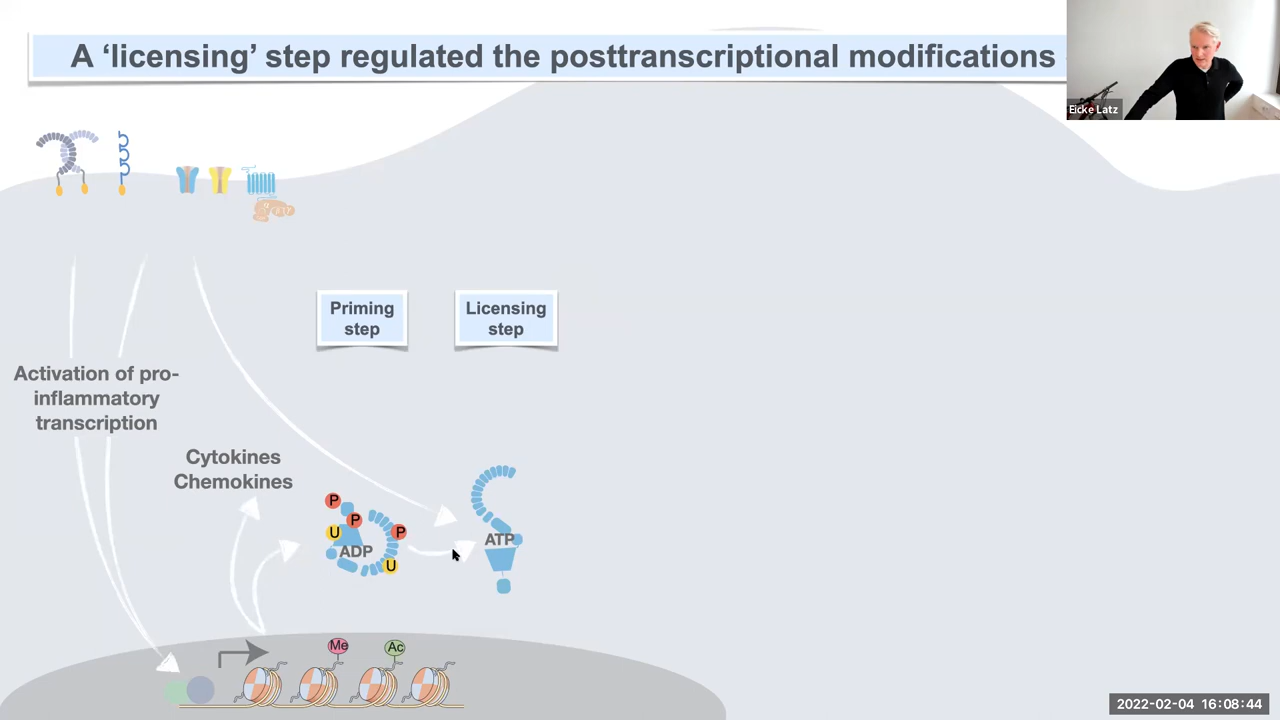 A ‘licensing’ step regulated the posttranscriptional modifications
Eicke Latz
Priming
step
Licensing
step
Activation of pro-
inflammatory
transcription
Cytokines
Chemokines
P
P
U
P
ADP
U
ATP
Me
Ac
2022-02-04 16:08:44